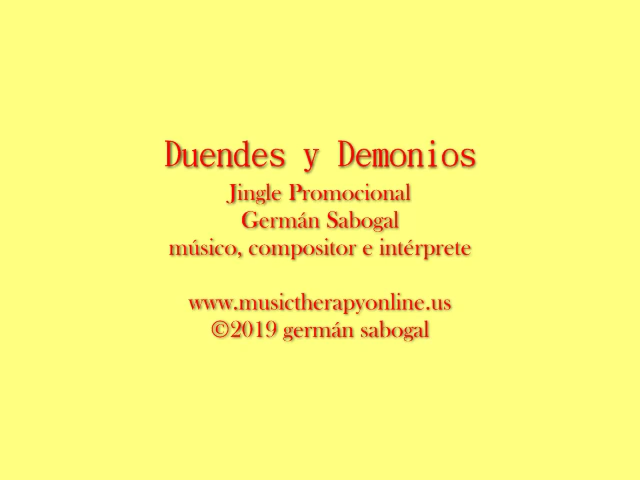 Duendes y Demonios
Jingle Promocional
Germán Sabogal
músico, compositor e intérprete
www.musictherapyonline.us
©2019 germán sabogal